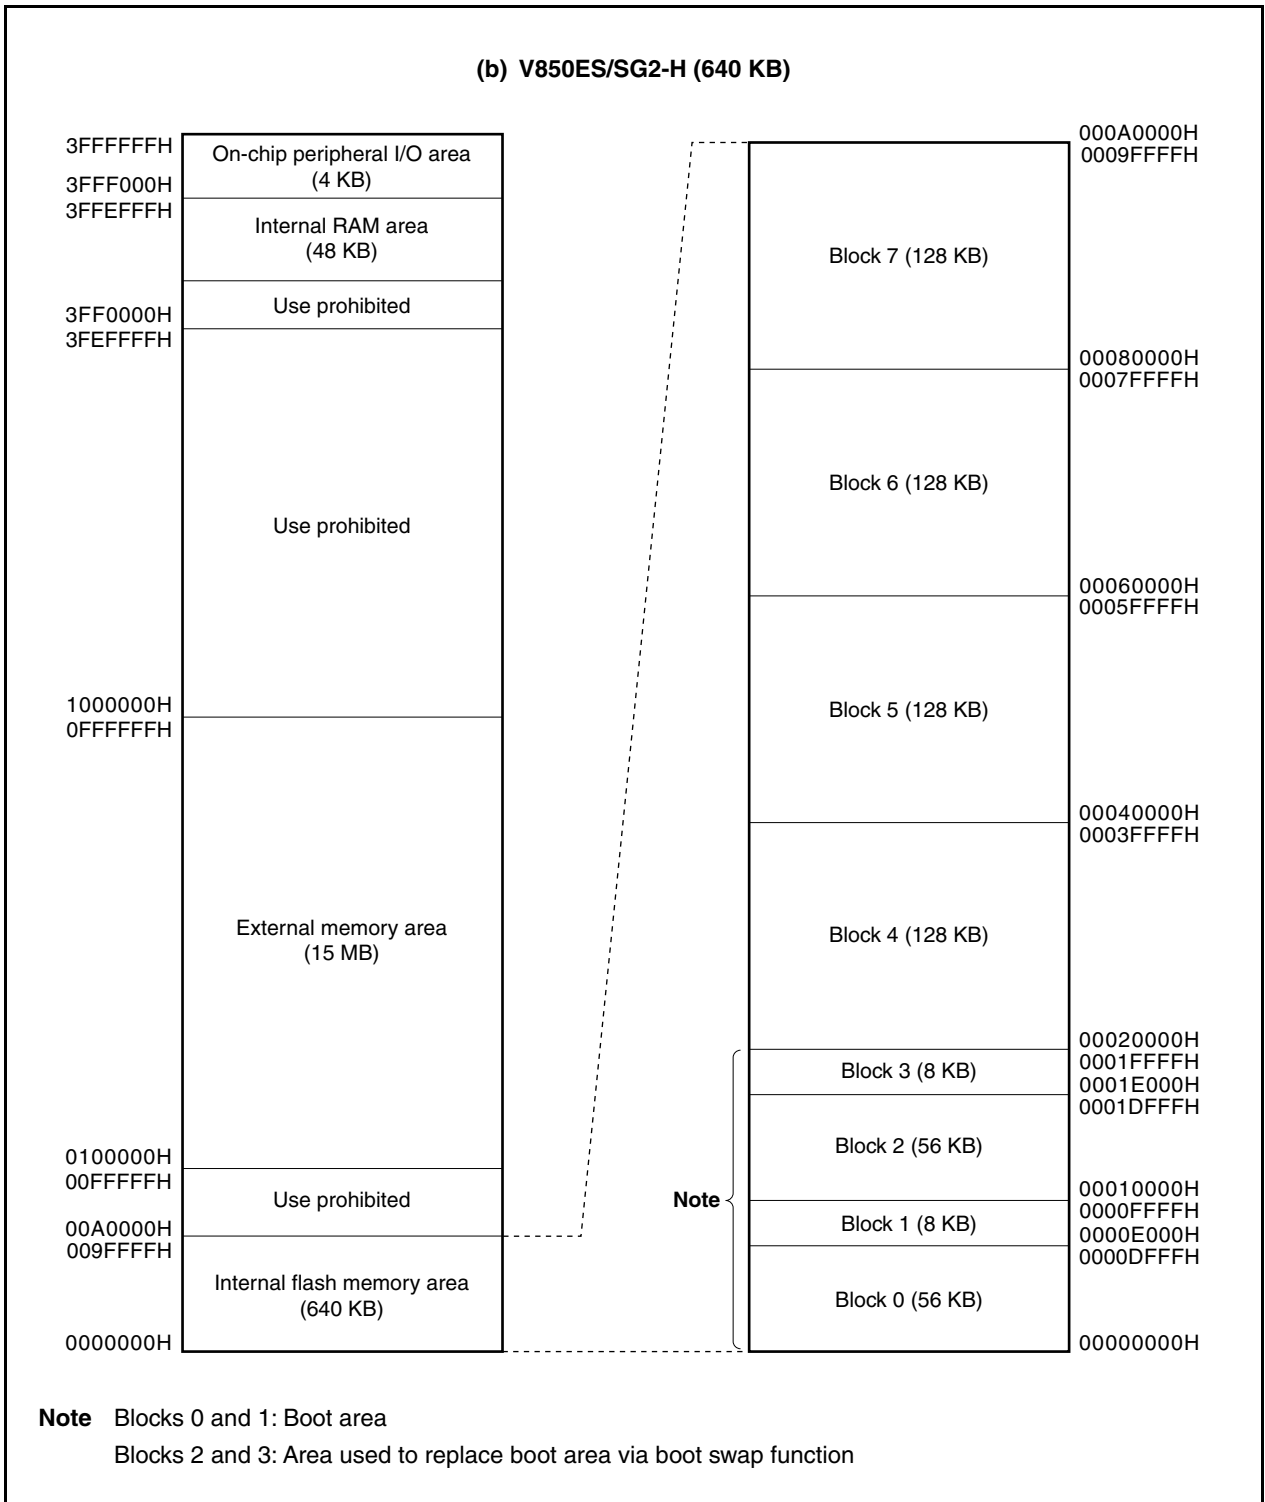 (b) V850ES/SG2-H (640 KB)
3FFFFFFH
On-chip peripheral I/O area
(4 KB)
3FFF000H
3FFEFFFH
Internal RAM area
(48 KB)
Use prohibited
3FF0000H
3FEFFFFH
Use prohibited
1000000H
0FFFFFFH
External memory area
(15 MB)
0100000H
00FFFFFH
Use prohibited
00A0000H
009FFFFH
Internal flash memory area
(640 KB)
0000000H
000A0000H
0009FFFFH
Block 7 (128 KB)
00080000H
0007FFFFH
Block 6 (128 KB)
00060000H
0005FFFFH
Block 5 (128 KB)
00040000H
0003FFFFH
Block 4 (128 KB)
00020000H
0001FFFFH
Block 3 (8 KB)
0001E000H
0001DFFFH
Block 2 (56 KB)
Note
00010000H
0000FFFFH
Block 1 (8 KB)
0000E000H
0000DFFFH
Block 0 (56 KB)
00000000H
Note Blocks 0 and 1: Boot area
Blocks 2 and 3: Area used to replace boot area via boot swap function